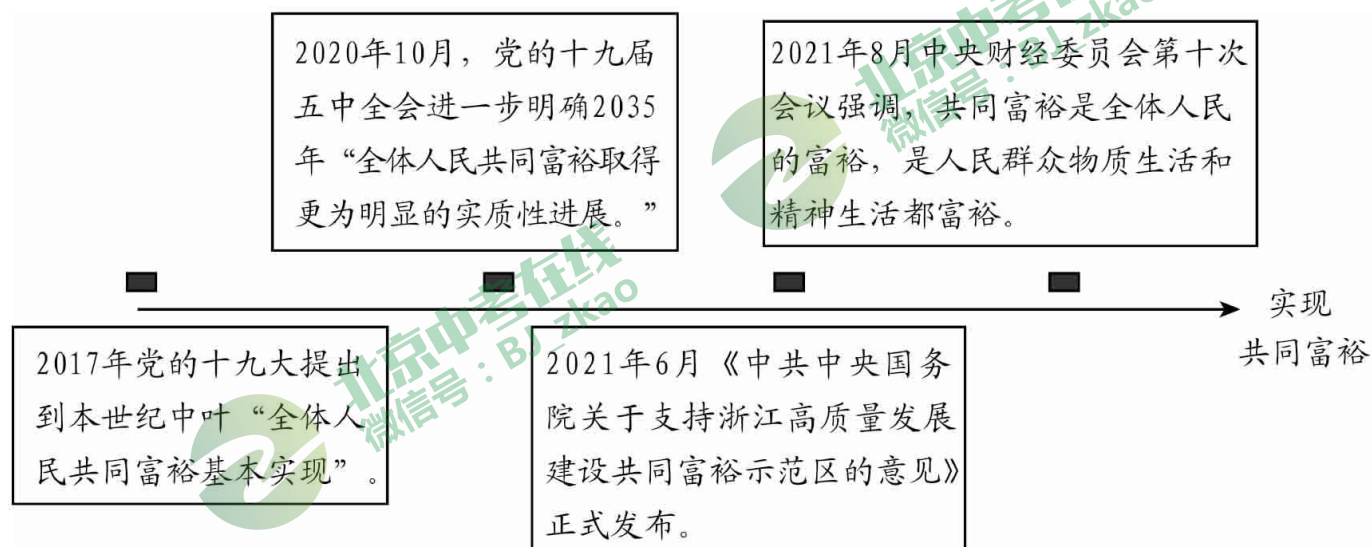 2020年10月，党的十九届
五中全会进一步明确2035
年“全体人民共同富裕取得
更为明显的实质性进展。”
2021年8月中央财经委员会第十次
会议强调，共同富裕是全体人民
的富裕，是人民群众物质生活和
精神生活都富裕。
实现
共同富裕
2017年党的十九大提出
到本世纪中叶“全体人
民共同富裕基本实现”。
2021年6月《中共中央国务
院关于支持浙江高质量发展
建设共同富裕示范区的意见》
正式发布。
北京中考在线
微信号：BJ_zkao
北京中考在线
微信号：BJ_zkao